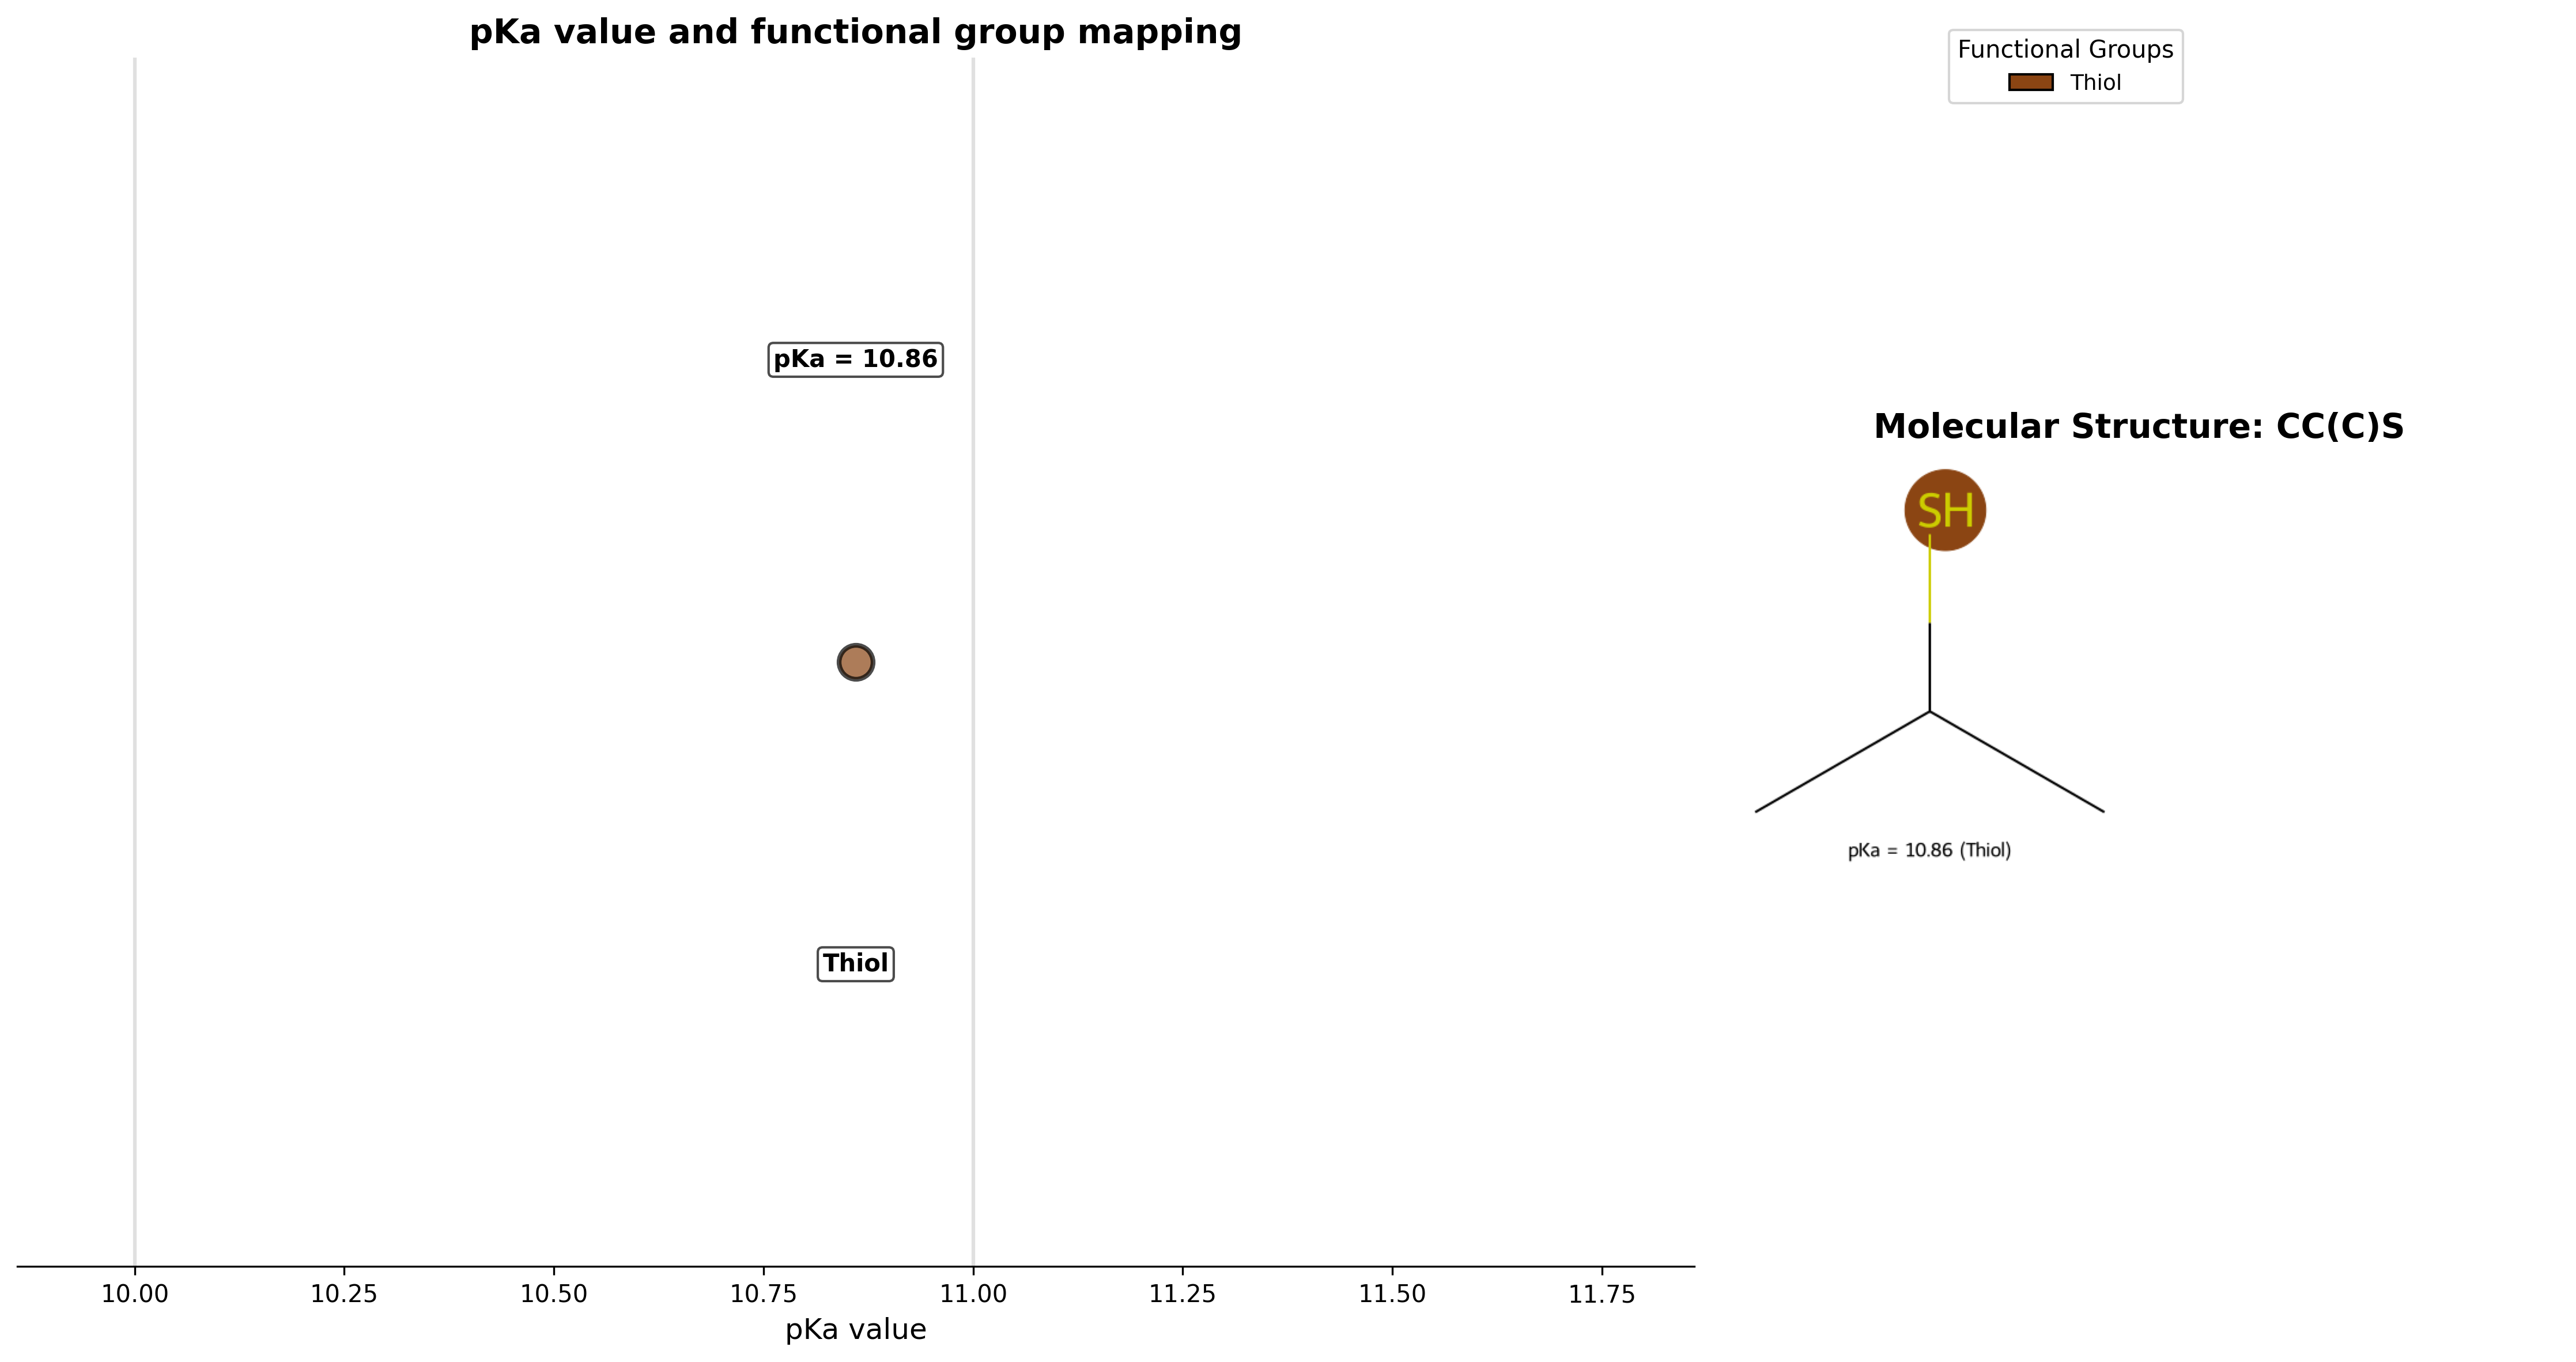 pKa value and functional group mapping
pKa = 10.86
Thiol
10.00 10.25 10.50 10.75 11.00 11.25 11.50 11.75
pKa value
Functional Groups
Thiol
Molecular Structure: CC(C)S
SH
pKa = 10.86 (Thiol)